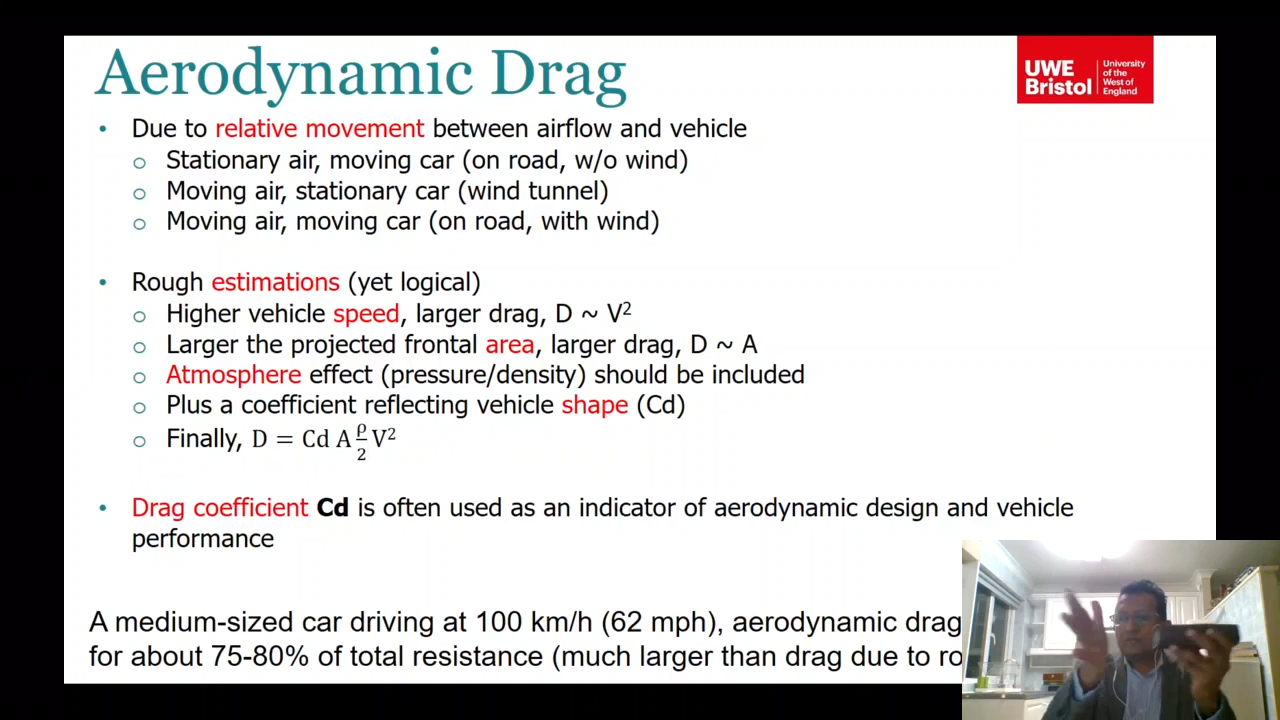 Aerodynamic Drag
UWE Bristol
University of the West of England
• Due to relative movement between airflow and vehicle
o Stationary air, moving car (on road, w/o wind)
o Moving air, stationary car (wind tunnel)
o Moving air, moving car (on road, with wind)
• Rough estimations (yet logical)
o Higher vehicle speed, larger drag, D ~ V²
o Larger the projected frontal area, larger drag, D ~ A
o Atmosphere effect (pressure/density) should be included
o Plus a coefficient reflecting vehicle shape (Cd)
o Finally, D = Cd A ρ/2 V²
• Drag coefficient Cd is often used as an indicator of aerodynamic design and vehicle
performance
A medium-sized car driving at 100 km/h (62 mph), aerodynamic drag
for about 75-80% of total resistance (much larger than drag due to